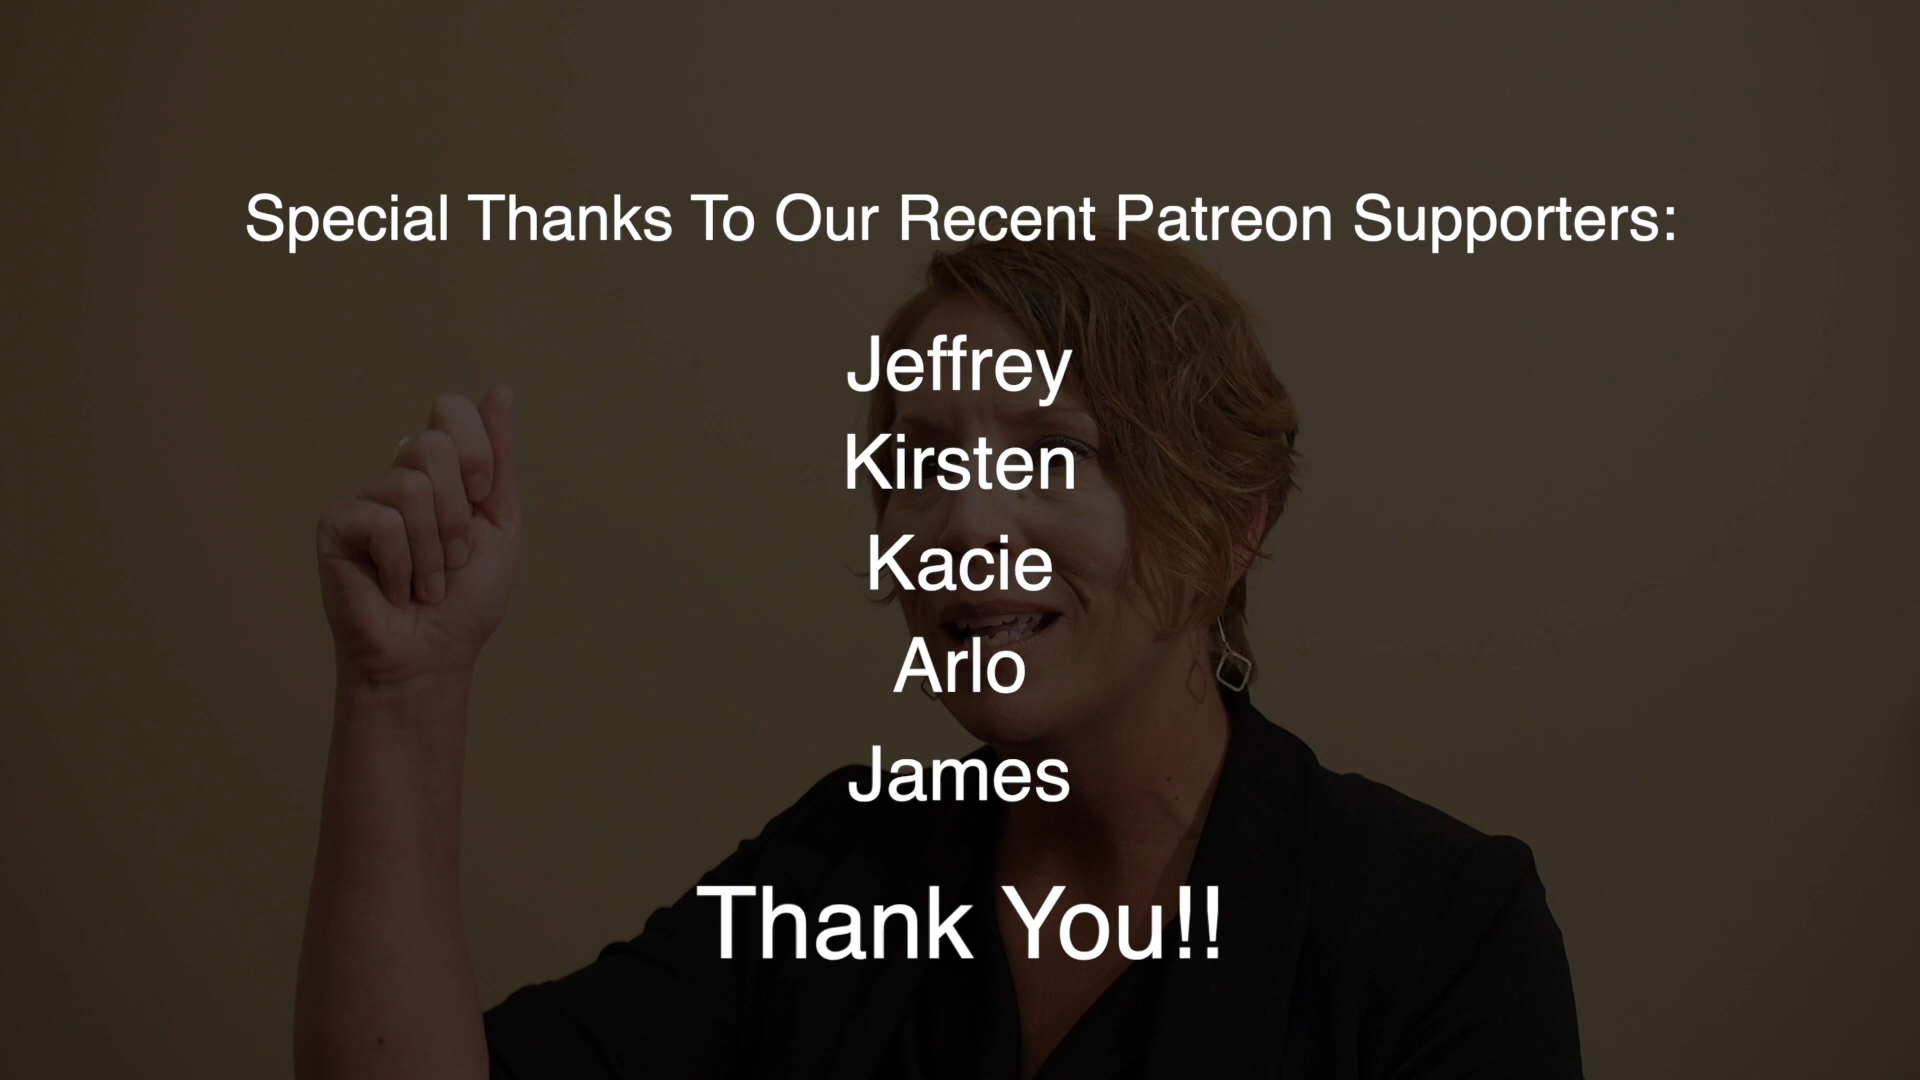 Special Thanks To Our Recent Patreon Supporters:
Jeffrey
Kirsten
Kacie
Arlo
James
Thank You!!